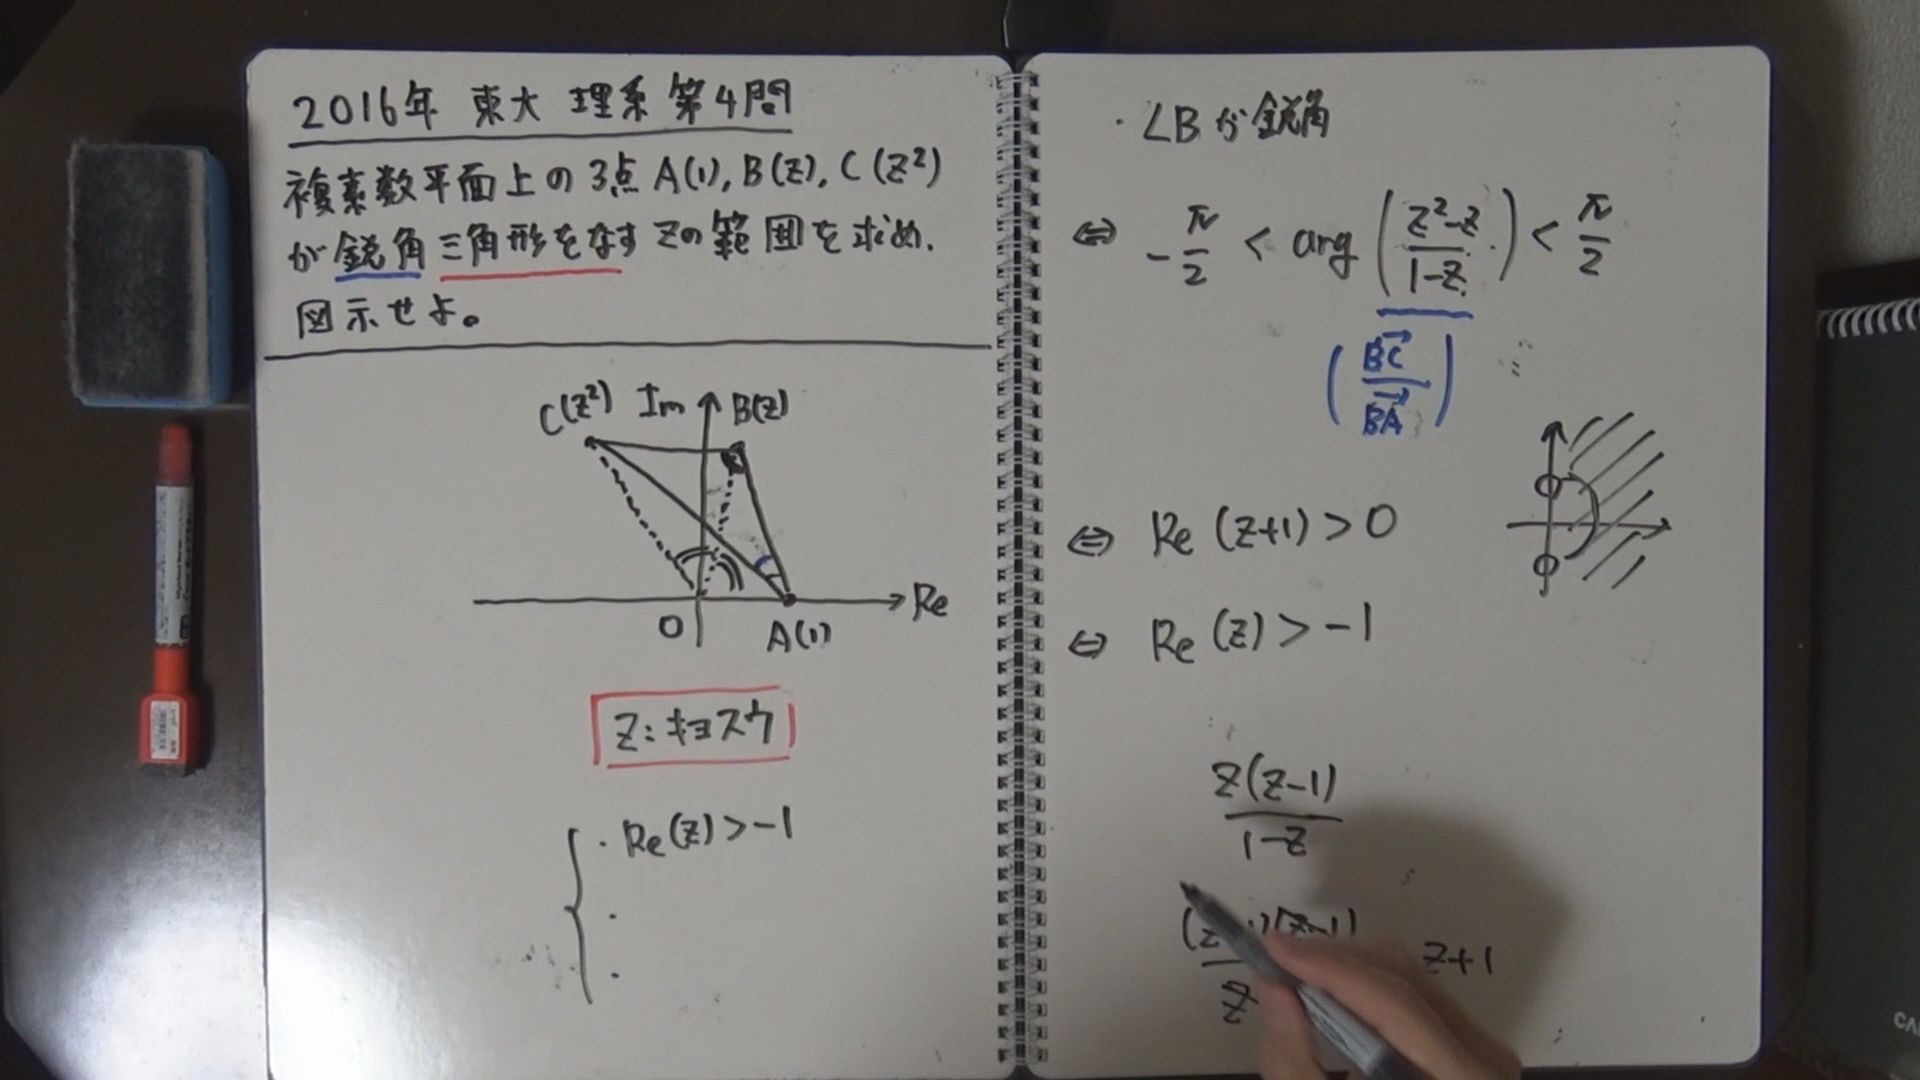 2016年 東大 理系 第4問
複素数平面上の3点 A(1), B(z), C(z²)
が鋭角三角形をなすzの範囲を求め.
図示せよ。
C(z²) Im B(z)
Re
O A(1)
z:キョスウ
・Re(z)>-1
・
・
・∠Bが鋭角
⇔ -π/2 < arg((z²-z)/(1-z)) < π/2
(BC→/BA→)
⇔ Re(z+1)>0
⇔ Re(z)>-1
z(z-1)/(1-z)
z+1